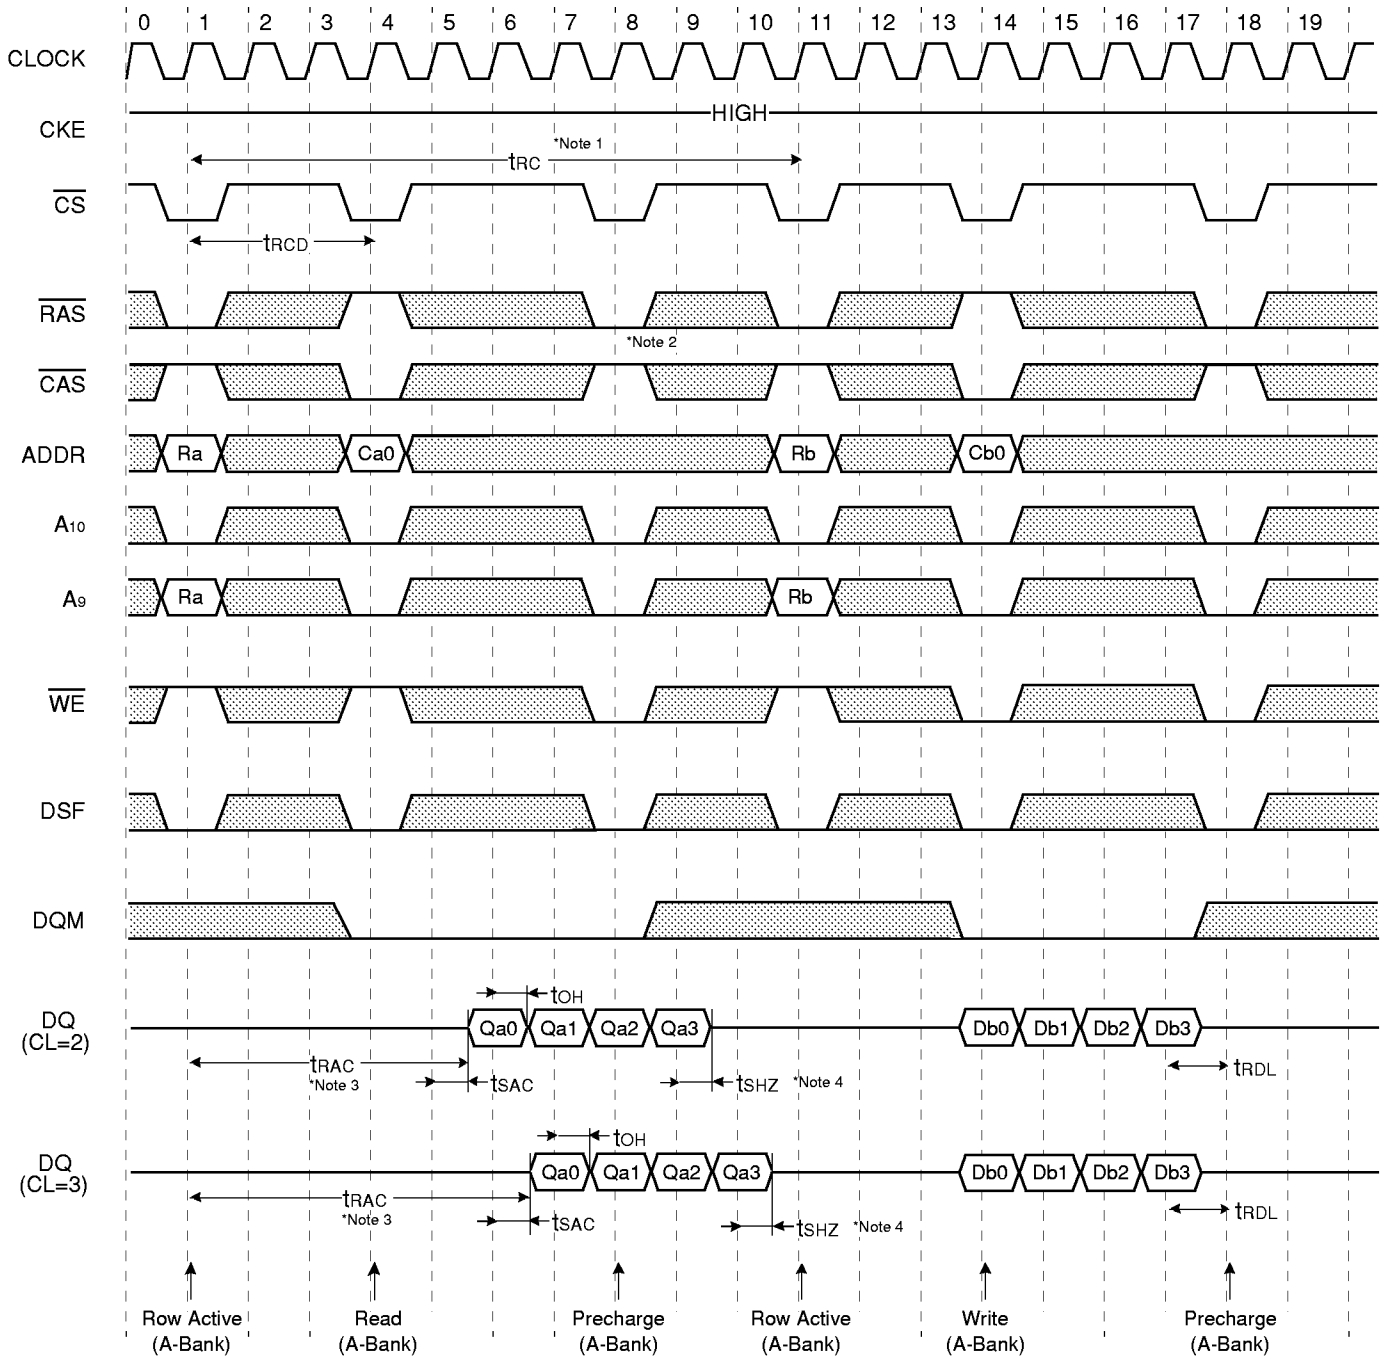 0 1 2 3 4 5 6 7 8 9 10 11 12 13 14 15 16 17 18 19
CLOCK
CKE
HIGH
*Note 1
tRC
CS
tRCD
RAS
*Note 2
CAS
ADDR Ra Ca0 Rb Cb0
A10
A9 Ra Rb
WE
DSF
DQM
tOH
DQ
(CL=2)
Qa0 Qa1 Qa2 Qa3 Db0 Db1 Db2 Db3
tRAC
*Note 3
tSAC
tSHZ *Note 4
tRDL
tOH
DQ
(CL=3)
Qa0 Qa1 Qa2 Qa3 Db0 Db1 Db2 Db3
tRAC
*Note 3
tSAC
tSHZ *Note 4
tRDL
Row Active
(A-Bank)
Read
(A-Bank)
Precharge
(A-Bank)
Row Active
(A-Bank)
Write
(A-Bank)
Precharge
(A-Bank)